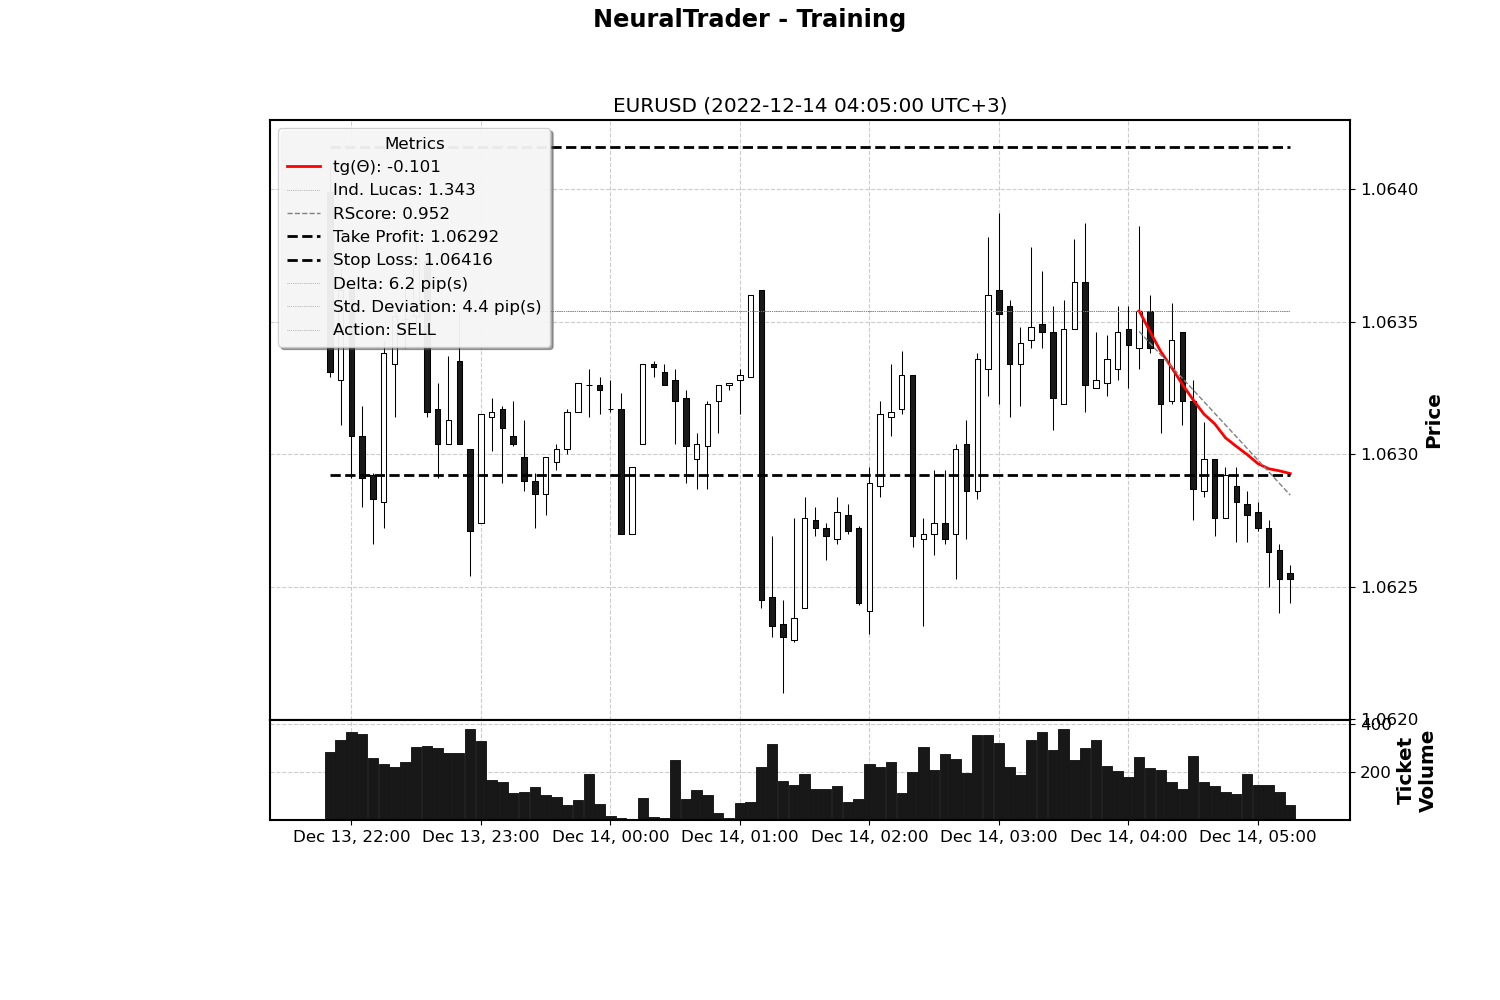 NeuralTrader - Training
EURUSD (2022-12-14 04:05:00 UTC+3)
Metrics
tg(Θ): -0.101
Ind. Lucas: 1.343
RScore: 0.952
Take Profit: 1.06292
Stop Loss: 1.06416
Delta: 6.2 pip(s)
Std. Deviation: 4.4 pip(s)
Action: SELL
1.0640
1.0635
1.0630
1.0625
1.0620
Price
400
200
Ticket
Volume
Dec 13, 22:00 Dec 13, 23:00 Dec 14, 00:00 Dec 14, 01:00 Dec 14, 02:00 Dec 14, 03:00 Dec 14, 04:00 Dec 14, 05:00